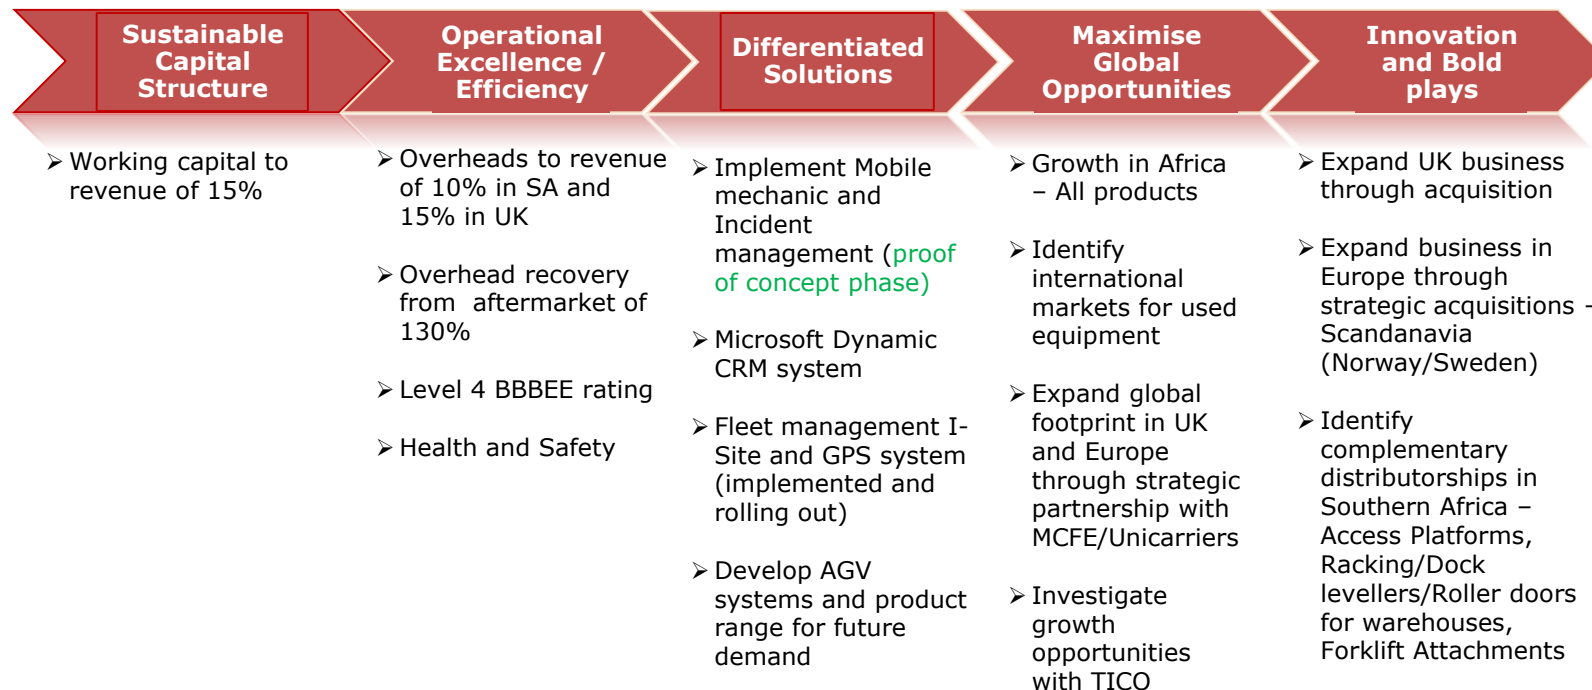 Sustainable
Capital
Structure
Operational
Excellence /
Efficiency
Differentiated
Solutions
Maximise
Global
Opportunities
Innovation
and Bold
plays
➢ Working capital to
revenue of 15%
➢ Overheads to revenue
of 10% in SA and
15% in UK
➢ Overhead recovery
from aftermarket of
130%
➢ Level 4 BBBEE rating
➢ Health and Safety
➢ Implement Mobile
mechanic and
Incident
management (proof
of concept phase)
➢ Microsoft Dynamic
CRM system
➢ Fleet management I-
Site and GPS system
(implemented and
rolling out)
➢ Develop AGV
systems and product
range for future
demand
➢ Growth in Africa
– All products
➢ Identify
international
markets for used
equipment
➢ Expand global
footprint in UK
and Europe
through strategic
partnership with
MCFE/Unicarriers
➢ Investigate
growth
opportunities
with TICO
➢ Expand UK business
through acquisition
➢ Expand business in
Europe through
strategic acquisitions -
Scandanavia
(Norway/Sweden)
➢ Identify
complementary
distributorships in
Southern Africa –
Access Platforms,
Racking/Dock
levellers/Roller doors
for warehouses,
Forklift Attachments